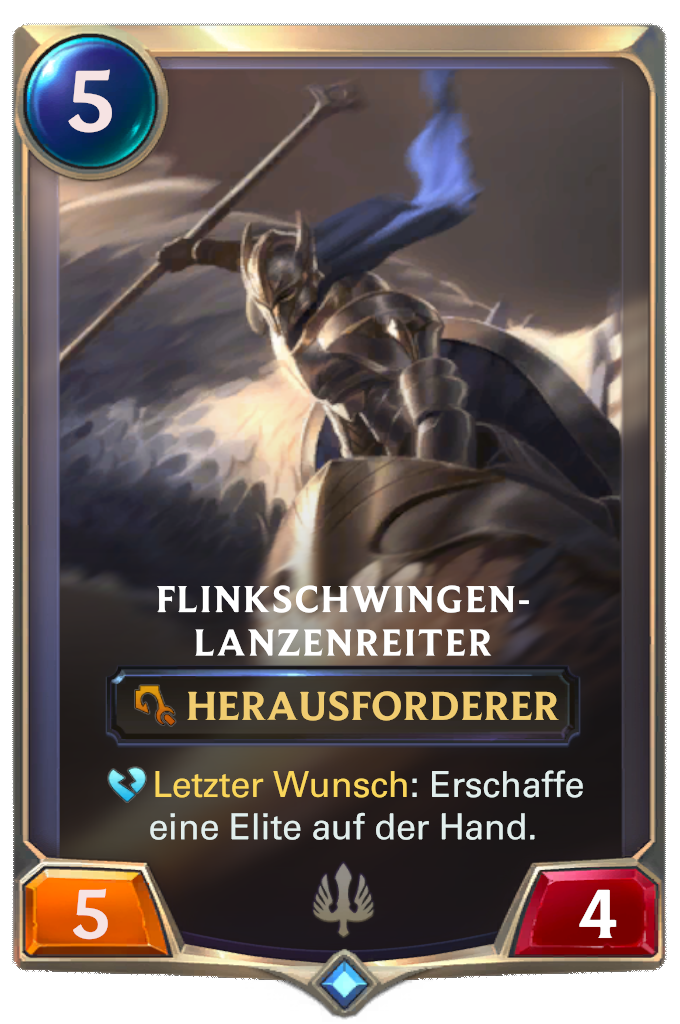 5
FLINKSCHWINGEN-
LANZENREITER
HERAUSFORDERER
Letzter Wunsch: Erschaffe
eine Elite auf der Hand.
5
4